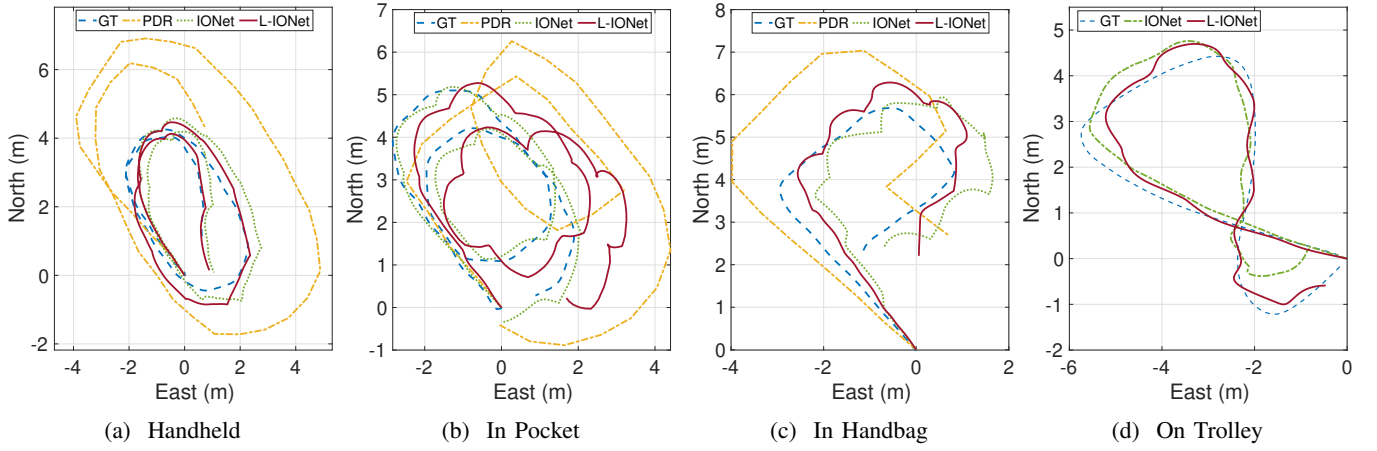 GT PDR IONet L-IONet
6
4
2
0
-2
-4 -2 0 2 4
North (m)
East (m)
(a) Handheld
GT PDR IONet L-IONet
7
6
5
4
3
2
1
0
-1
-2 0 2 4
North (m)
East (m)
(b) In Pocket
GT PDR IONet L-IONet
8
7
6
5
4
3
2
1
0
-4 -2 0 2
North (m)
East (m)
(c) In Handbag
GT IONet L-IONet
5
4
3
2
1
0
-1
-2
-6 -4 -2 0
North (m)
East (m)
(d) On Trolley